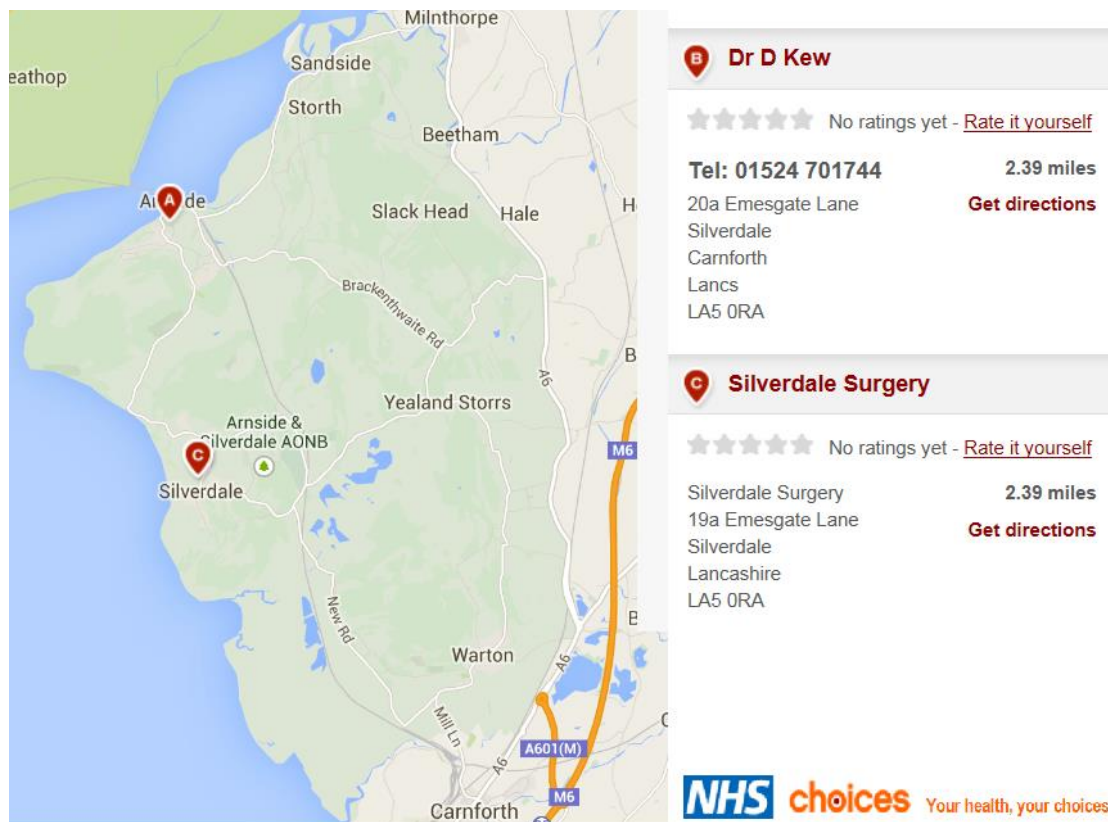 Milnthorpe
Sandside
eathop
Storth
Beetham
A
Slack Head
Hale
H
Brackenthwaite Rd
A6
B
Yealand Storrs
Arnside &
Silverdale AONB
M6
C
Silverdale
New Rd
B
Warton
A6
Mill Ln
A601(M)
A6
M6
Carnforth
B Dr D Kew
No ratings yet - Rate it yourself
Tel: 01524 701744 2.39 miles
20a Emesgate Lane Get directions
Silverdale
Carnforth
Lancs
LA5 0RA
C Silverdale Surgery
No ratings yet - Rate it yourself
Silverdale Surgery 2.39 miles
19a Emesgate Lane Get directions
Silverdale
Lancashire
LA5 0RA
NHS choices Your health, your choices